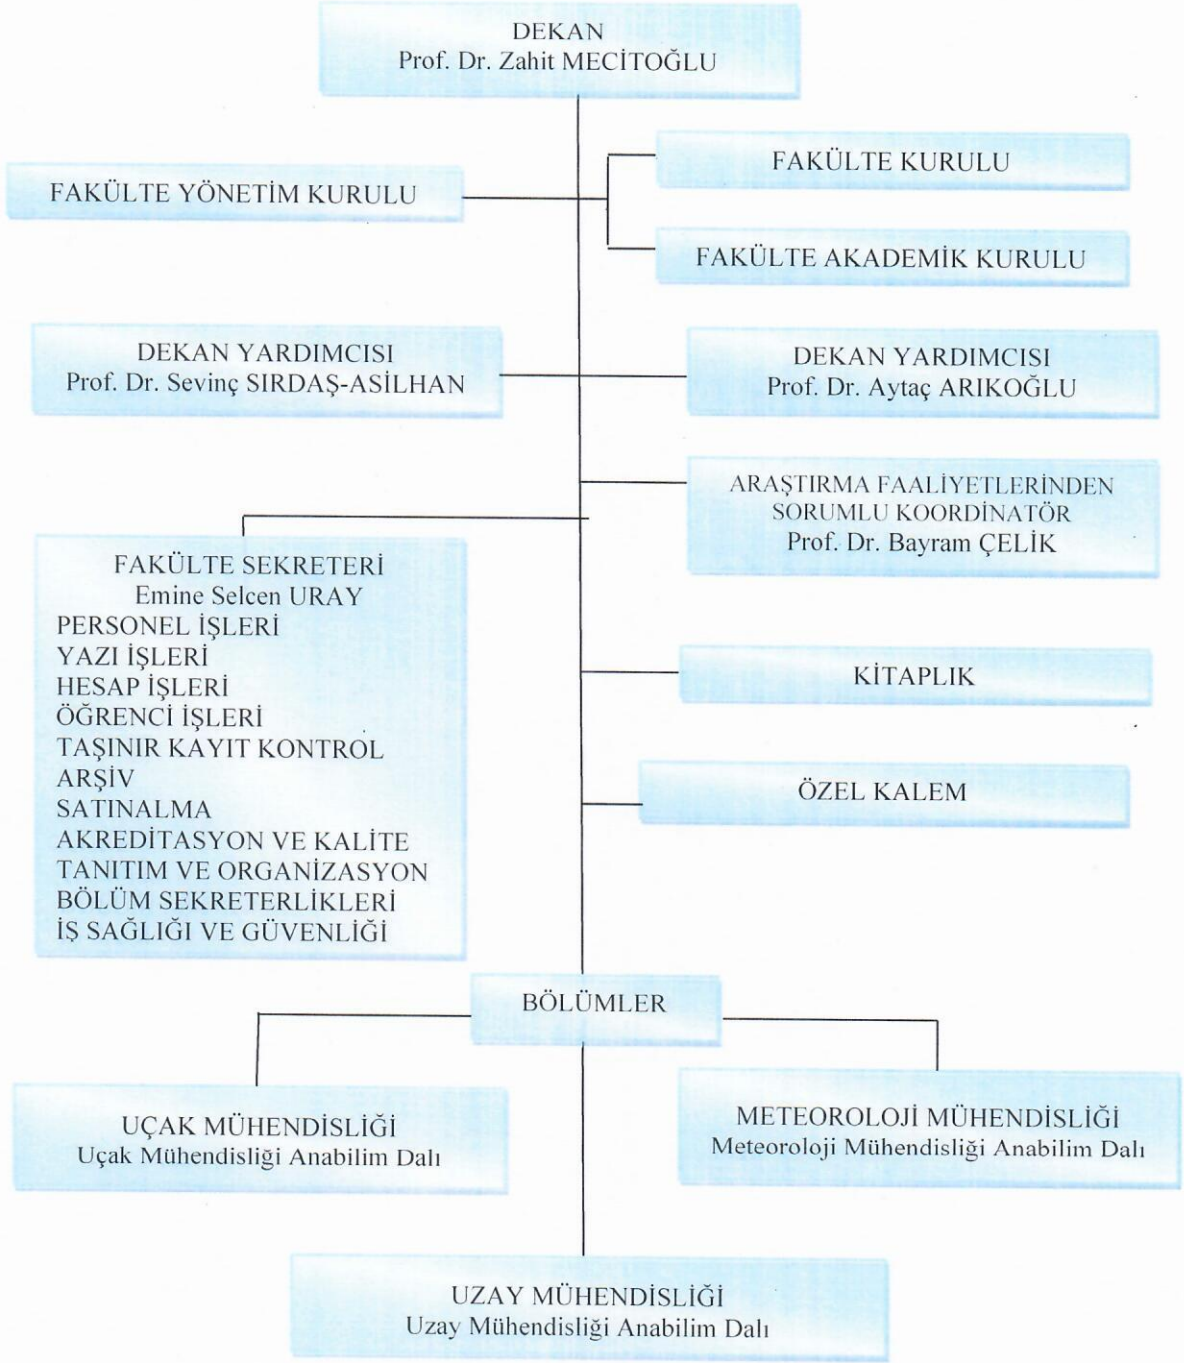 DEKAN
Prof. Dr. Zahit MECİTOĞLU
FAKÜLTE KURULU
FAKÜLTE YÖNETİM KURULU
FAKÜLTE AKADEMİK KURULU
DEKAN YARDIMCISI
Prof. Dr. Sevinç SIRDAŞ-ASİLHAN
DEKAN YARDIMCISI
Prof. Dr. Aytaç ARIKOĞLU
ARAŞTIRMA FAALİYETLERİNDEN
SORUMLU KOORDİNATÖR
Prof. Dr. Bayram ÇELİK
FAKÜLTE SEKRETERİ
Emine Selcen URAY
PERSONEL İŞLERİ
YAZI İŞLERİ
HESAP İŞLERİ
ÖĞRENCİ İŞLERİ
TAŞINIR KAYIT KONTROL
ARŞİV
SATINALMA
AKREDİTASYON VE KALİTE
TANITIM VE ORGANİZASYON
BÖLÜM SEKRETERLİKLERİ
İŞ SAĞLIĞI VE GÜVENLİĞİ
KİTAPLIK
ÖZEL KALEM
BÖLÜMLER
UÇAK MÜHENDİSLİĞİ
Uçak Mühendisliği Anabilim Dalı
METEOROLOJİ MÜHENDİSLİĞİ
Meteoroloji Mühendisliği Anabilim Dalı
UZAY MÜHENDİSLİĞİ
Uzay Mühendisliği Anabilim Dalı